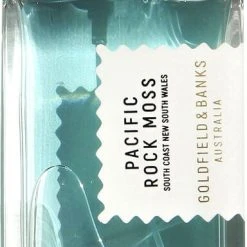 PACIFIC
ROCK MOSS
SOUTH COAST NEW SOUTH WALES
GOLDFIELD & BANKS
AUSTRALIA